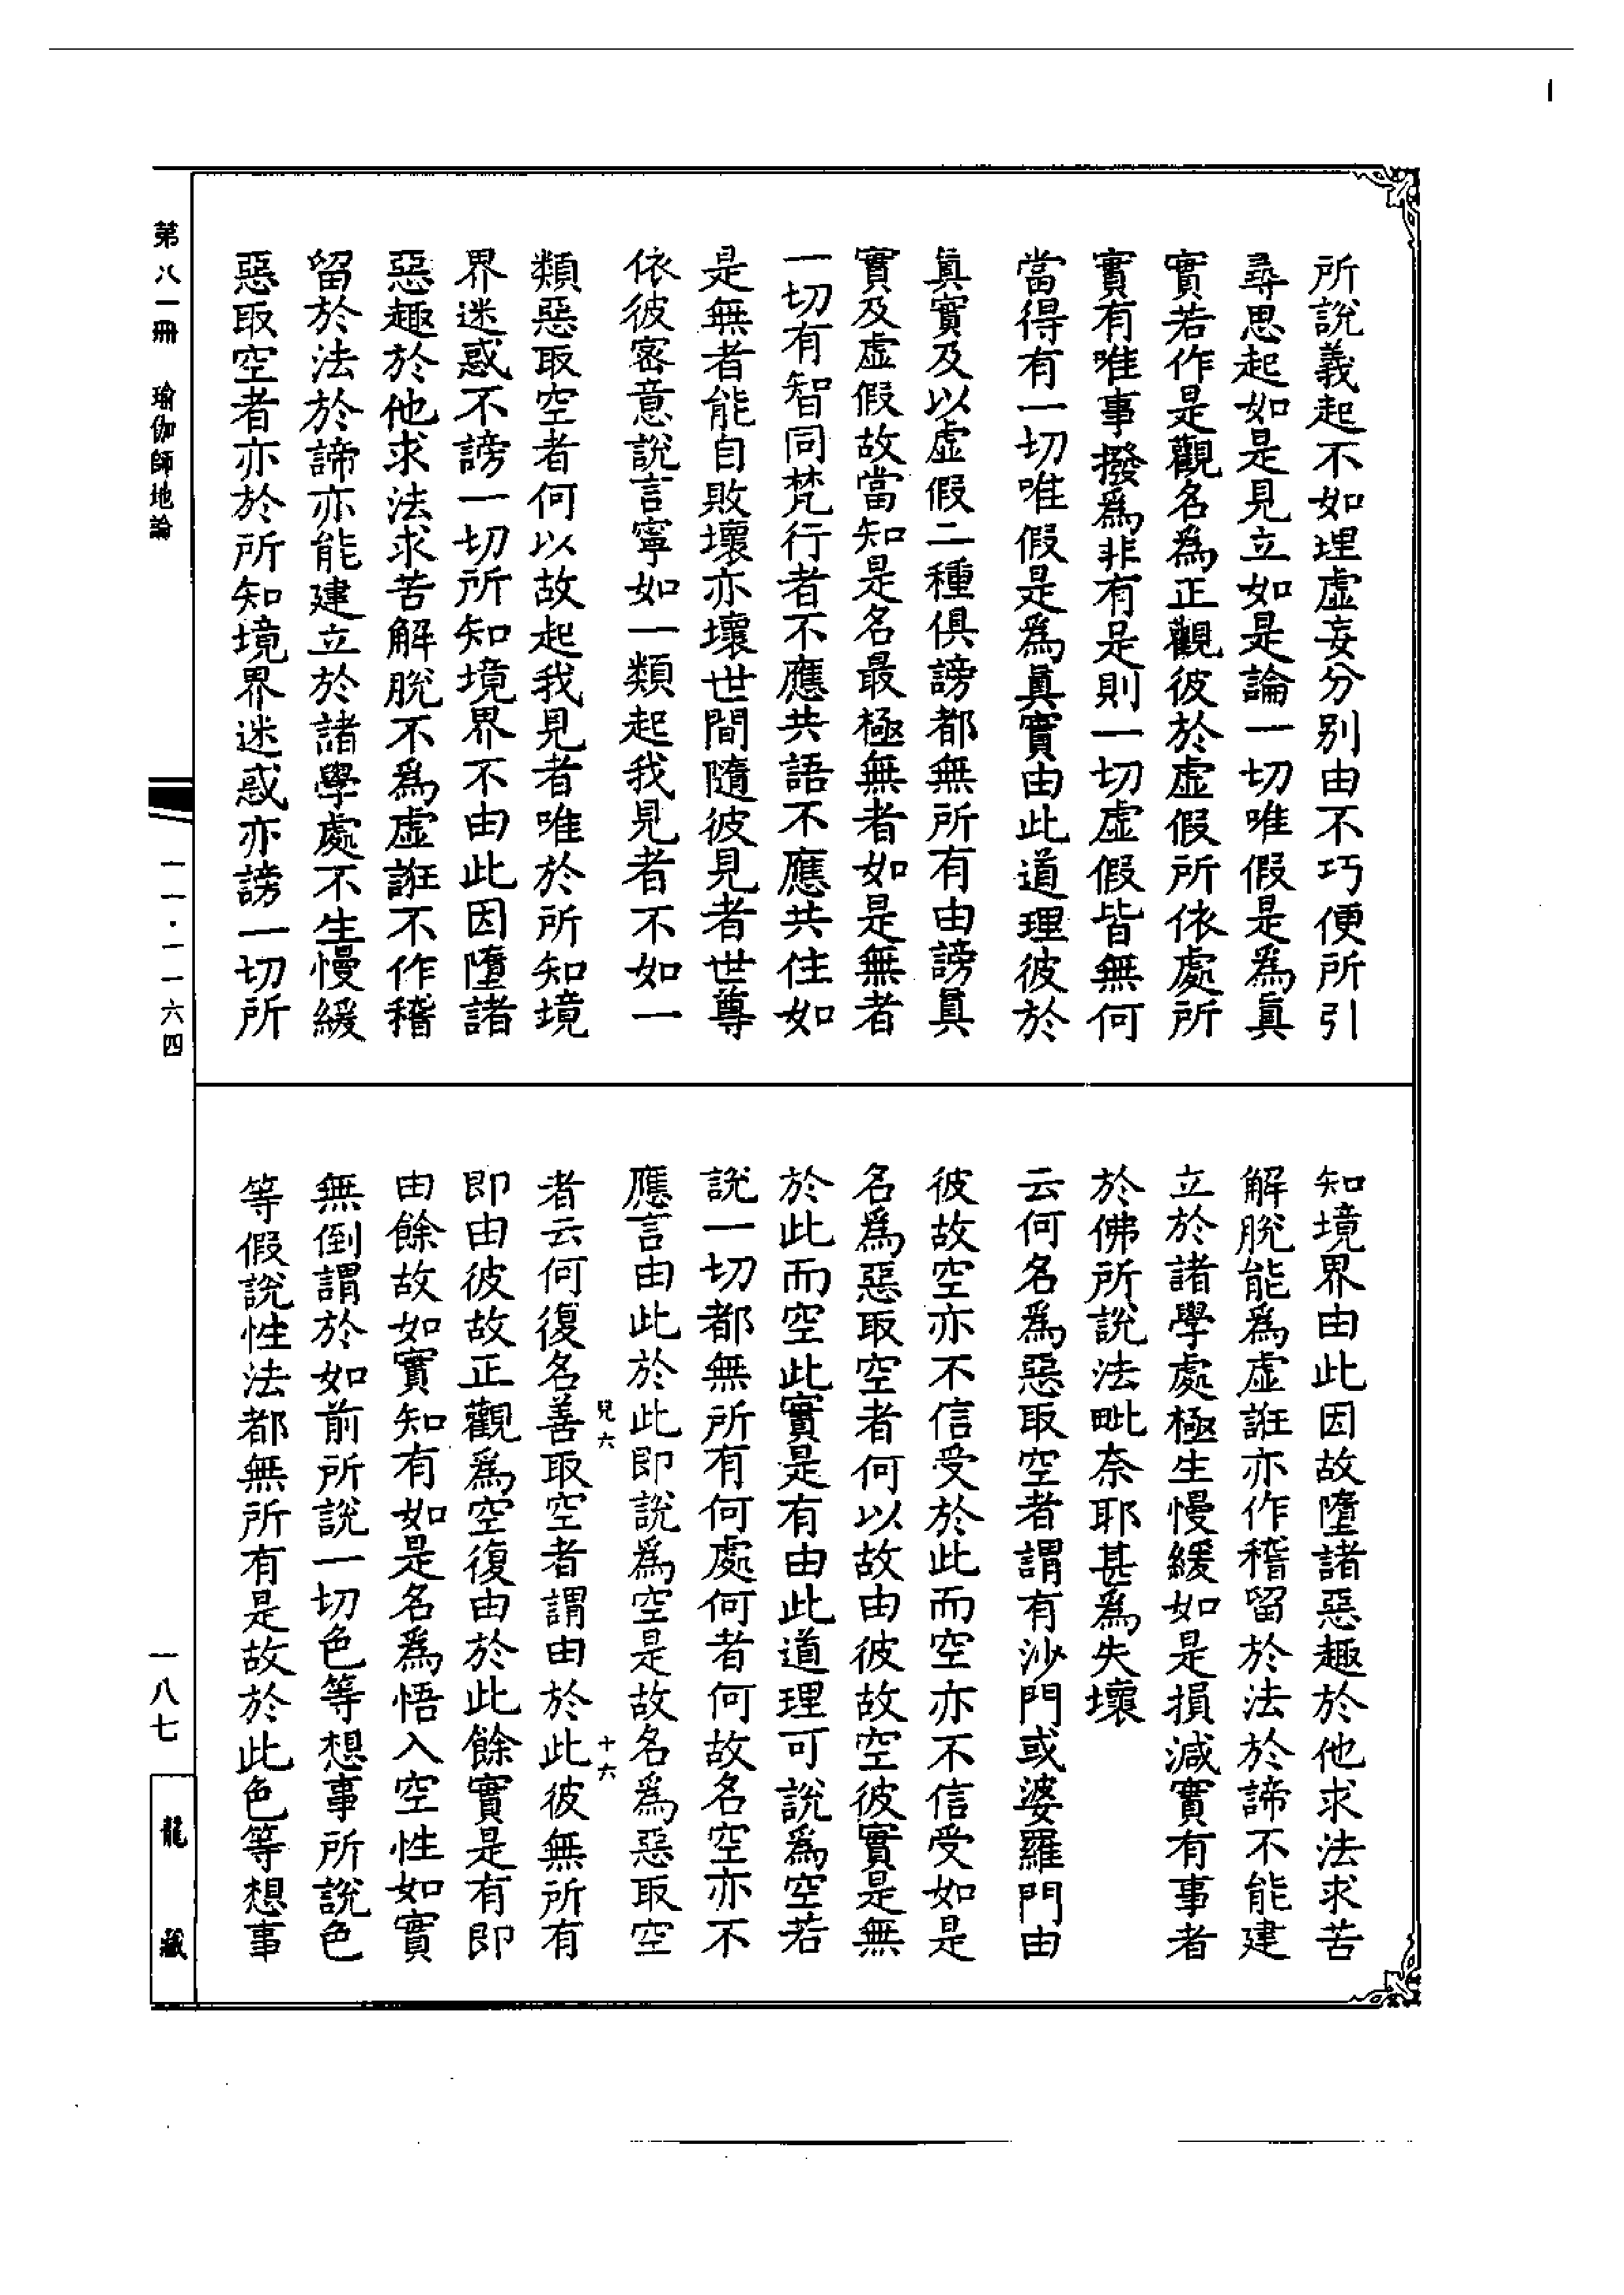 所說義起不如理虛妄分別由不巧便所引
尋思起如是見立如是論一切唯假是爲眞
實若作是觀名爲正觀彼於虛假所依處所
實有唯事撥爲非有是則一切虛假皆無何
當得有一切唯假是爲眞實由此道理彼於
眞實及以虛假二種俱謗都無所有由謗眞
實及虛假故當知是名最極無者如是無者
一切有智同梵行者不應共語不應共住如
是無者能自敗壞亦壞世間隨彼見者世尊
依彼密意說言寧如一類起我見者不如一
類惡取空者何以故起我見者唯於所知境
界迷惑不謗一切所知境界不由此因墮諸
惡趣於他求法求苦解脫不爲虛誑不作稽
留於法於諦亦能建立於諸學處不生慢緩
惡取空者亦於所知境界迷惑亦謗一切所
知境界由此因故墮諸惡趣於他求法求苦
解脫能爲虛誑亦作稽留於法於諦不能建
立於諸學處極生慢緩如是損減實有事者
於佛所說法毗奈耶甚爲失壞
云何名爲惡取空者謂有沙門或婆羅門由
彼故空亦不信受於此而空亦不信受如是
名爲惡取空者何以故由彼故空彼實是無
於此而空此實是有由此道理可說爲空若
說一切都無所有何處何者何故名空亦不
應言由此於此即說爲空是故名爲惡取空
兒六 十六
者云何復名善取空者謂由於此彼無所有
即由彼故正觀爲空復由於此餘實是有即
由餘故如實知有如是名爲悟入空性如實
無倒謂於如前所說一切色等想事所說色
等假說性法都無所有是故於此色等想事
第八一冊 瑜伽師地論 一一·一一六四 一八七 龍藏